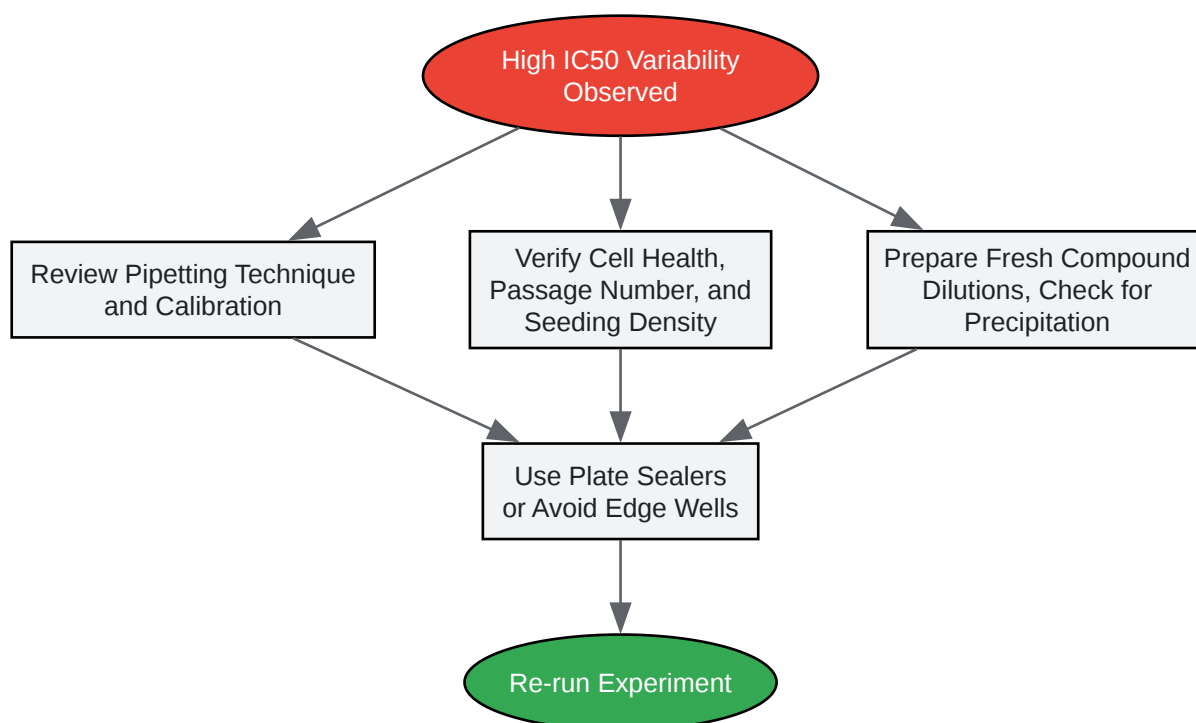 High IC50 Variability
Observed
Review Pipetting Technique
and Calibration
Verify Cell Health,
Passage Number, and
Seeding Density
Prepare Fresh Compound
Dilutions, Check for
Precipitation
Use Plate Sealers
or Avoid Edge Wells
Re-run Experiment